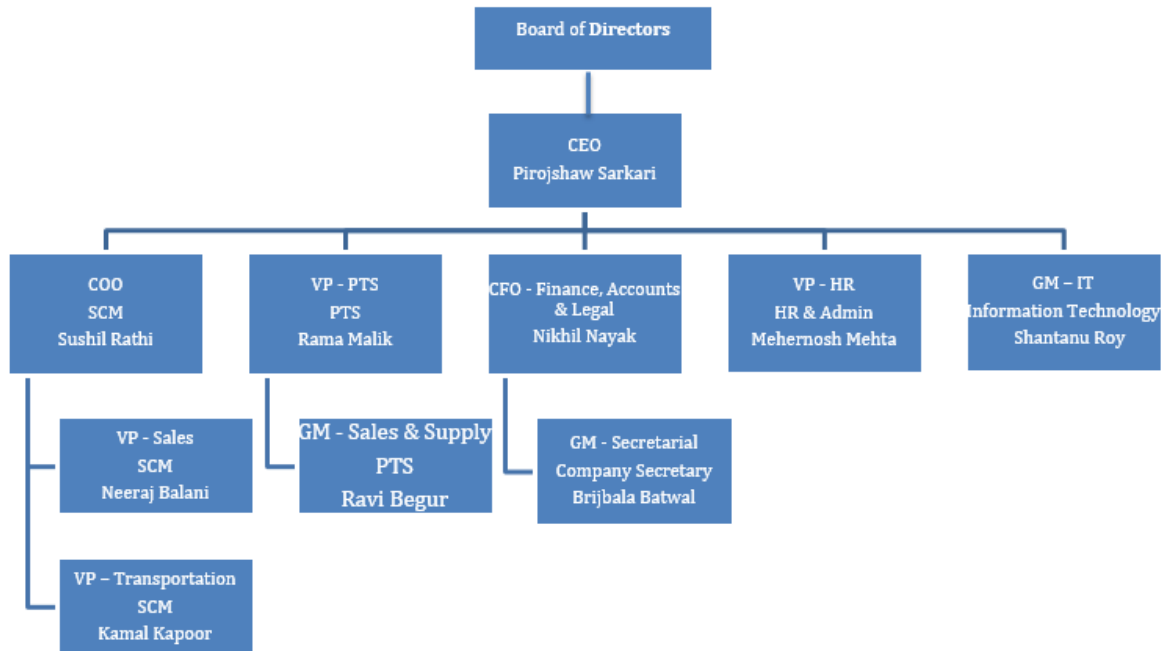 Board of Directors
CEO
Pirojshaw Sarkari
COO
SCM
Sushil Rathi
VP - PTS
PTS
Rama Malik
CFO - Finance, Accounts
& Legal
Nikhil Nayak
VP - HR
HR & Admin
Mehernosh Mehta
GM – IT
Information Technology
Shantanu Roy
VP - Sales
SCM
Neeraj Balani
GM - Sales & Supply
PTS
Ravi Begur
GM - Secretarial
Company Secretary
Brijbala Batwal
VP – Transportation
SCM
Kamal Kapoor